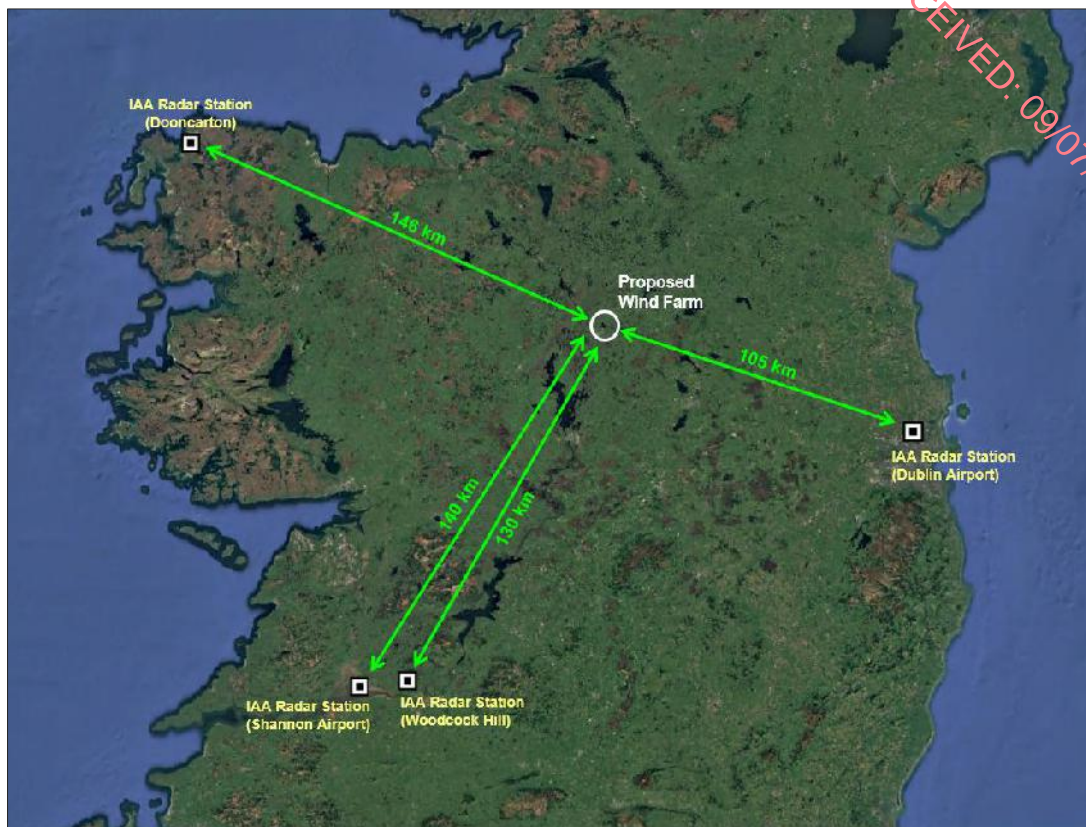 CEIVED: 09/07/
IAA Radar Station
(Dooncarton)
146 km
Proposed
Wind Farm
105 km
IAA Radar Station
(Dublin Airport)
140 km
130 km
IAA Radar Station
(Shannon Airport)
IAA Radar Station
(Woodcock Hill)